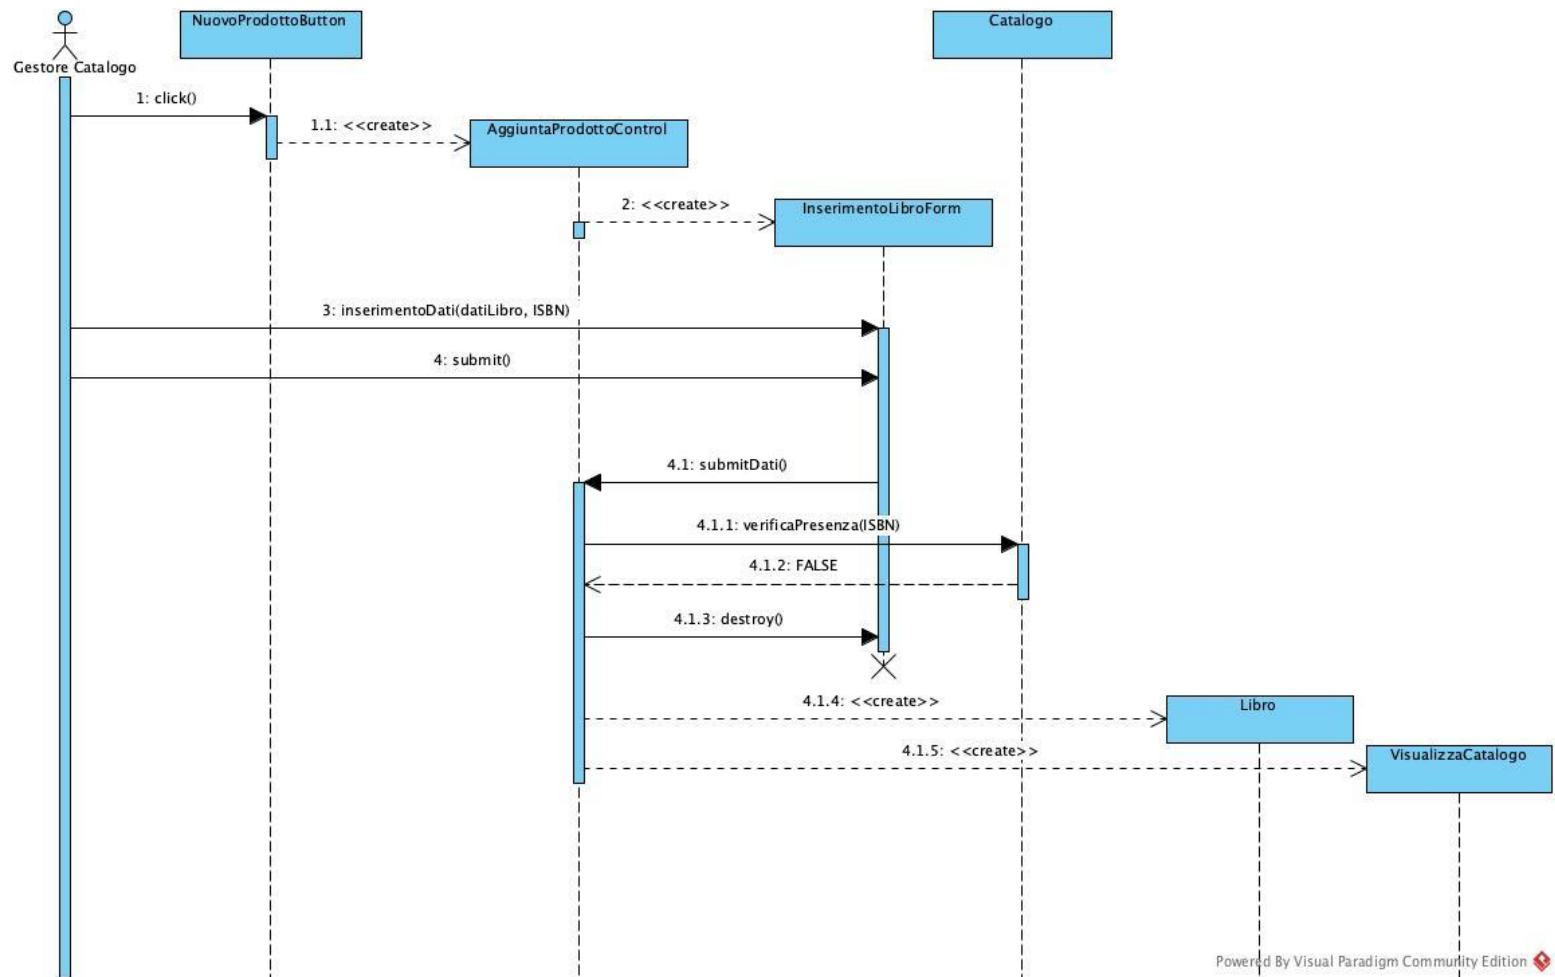 NuovoProdottoButton
Catalogo
Gestore Catalogo
1: click()
1.1: <<create>>
AggiuntaProdottoControl
2: <<create>>
InserimentoLibroForm
3: inserimentoDati(datiLibro, ISBN)
4: submit()
4.1: submitDati()
4.1.1: verificaPresenza(ISBN)
4.1.2: FALSE
4.1.3: destroy()
4.1.4: <<create>>
Libro
4.1.5: <<create>>
VisualizzaCatalogo
Powered By Visual Paradigm Community Edition